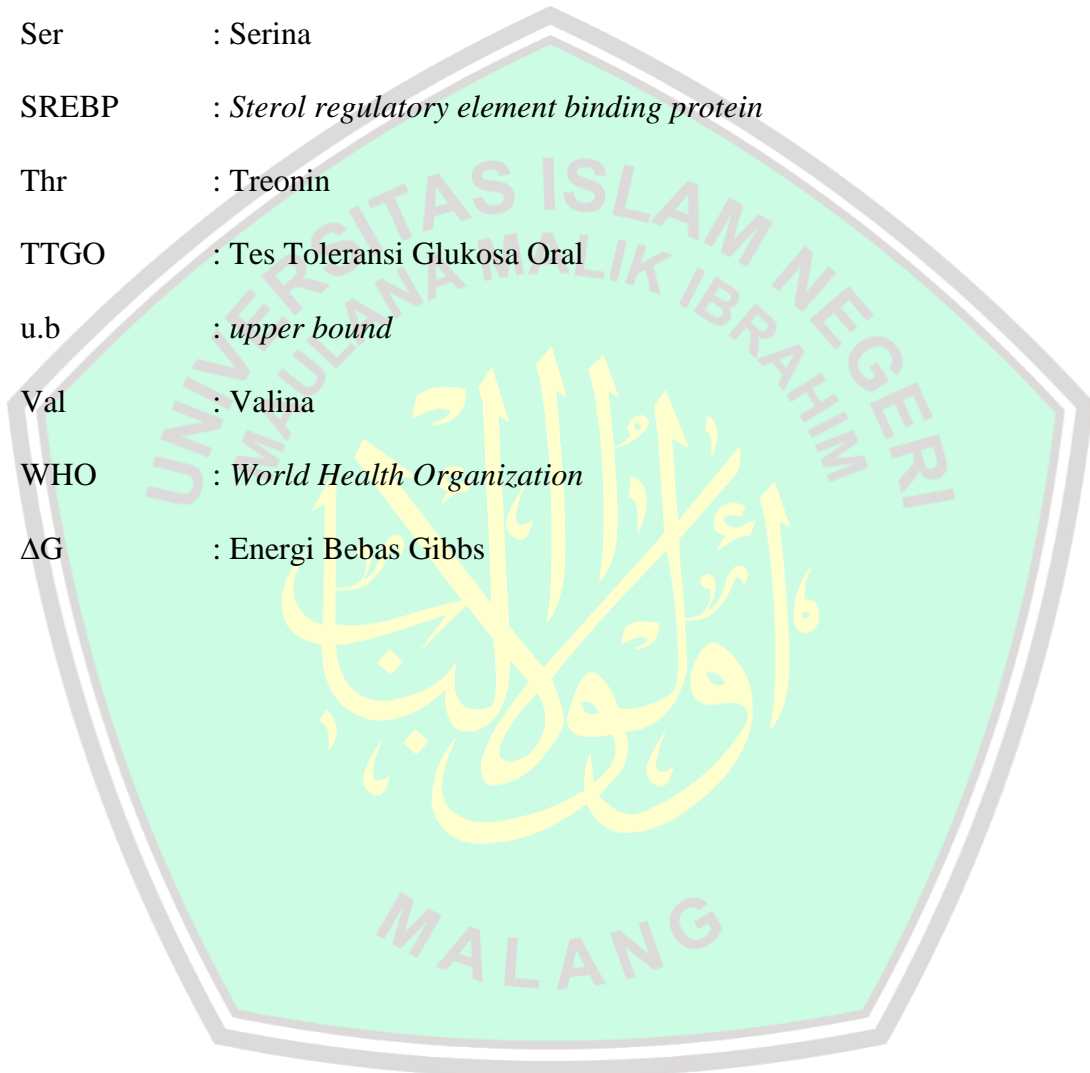 Ser : Serina
SREBP : Sterol regulatory element binding protein
Thr : Treonin
TTGO : Tes Toleransi Glukosa Oral
u.b : upper bound
Val : Valina
WHO : World Health Organization
ΔG : Energi Bebas Gibbs
UNIVERSITAS ISLAM NEGERI
MAULANA MALIK IBRAHIM
MALANG